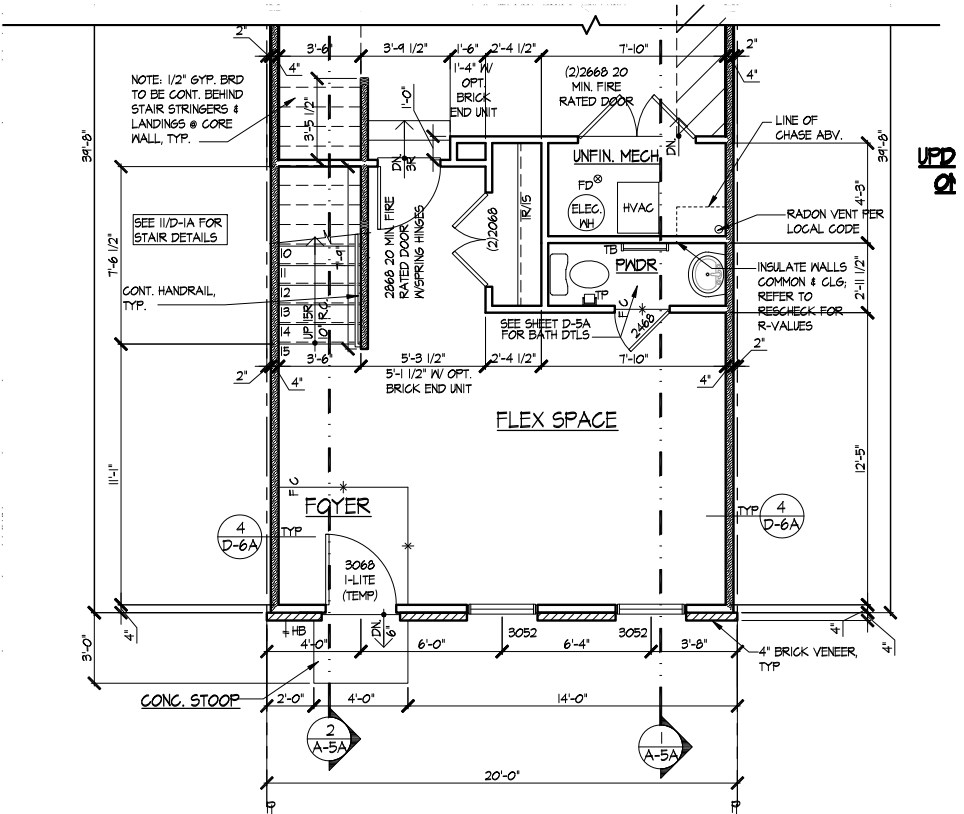 2"
3'-6"
3'-9 1/2"
1'-6"
2'-4 1/2"
7'-10"
2"
4"
4"
1'-4" W/
OPT.
BRICK
END UNIT
(2)2668 20
MIN. FIRE
RATED DOOR
NOTE: 1/2" GYP. BRD
TO BE CONT. BEHIND
STAIR STRINGERS &
LANDINGS @ CORE
WALL, TYP.
3'-5 1/2"
1'-0"
LINE OF
CHASE ABV.
39'-8"
39'-8"
UPD
DN.
3R
DN.
UNFIN. MECH
FD
ELEC.
WH
HVAC
1R/1S
4'-3"
RADON VENT PER
LOCAL CODE
SEE 11/D-1A FOR
STAIR DETAILS
2868 20 MIN FIRE
RATED DOOR
W/SPRING HINGES
(2)2068
7'-6 1/2"
TB
PWDR
TP
INSULATE WALLS
COMMON & CLG;
REFER TO
RESCHECK FOR
R-VALUES
2'-11 1/2"
10
11
12
13
14
15
CONT. HANDRAIL,
TYP.
UP 15R
10" R.O.
SEE SHEET D-5A
FOR BATH DTLS
F C
2468
3'-6"
5'-3 1/2"
2'-4 1/2"
7'-10"
2"
2"
4"
4"
5'-1 1/2" W/ OPT.
BRICK END UNIT
FLEX SPACE
11'-1"
12'-5"
F C
FOYER
4
D-6A
TYP
TYP
4
D-6A
3068
1-LITE
(TEMP)
HB
DN.
6"
3052
3052
4"
4"
4"
3'-0"
4'-0"
6'-0"
6'-4"
3'-8"
4" BRICK VENEER,
TYP
CONC. STOOP
2'-0"
4'-0"
14'-0"
2
A-5A
1
A-5A
20'-0"